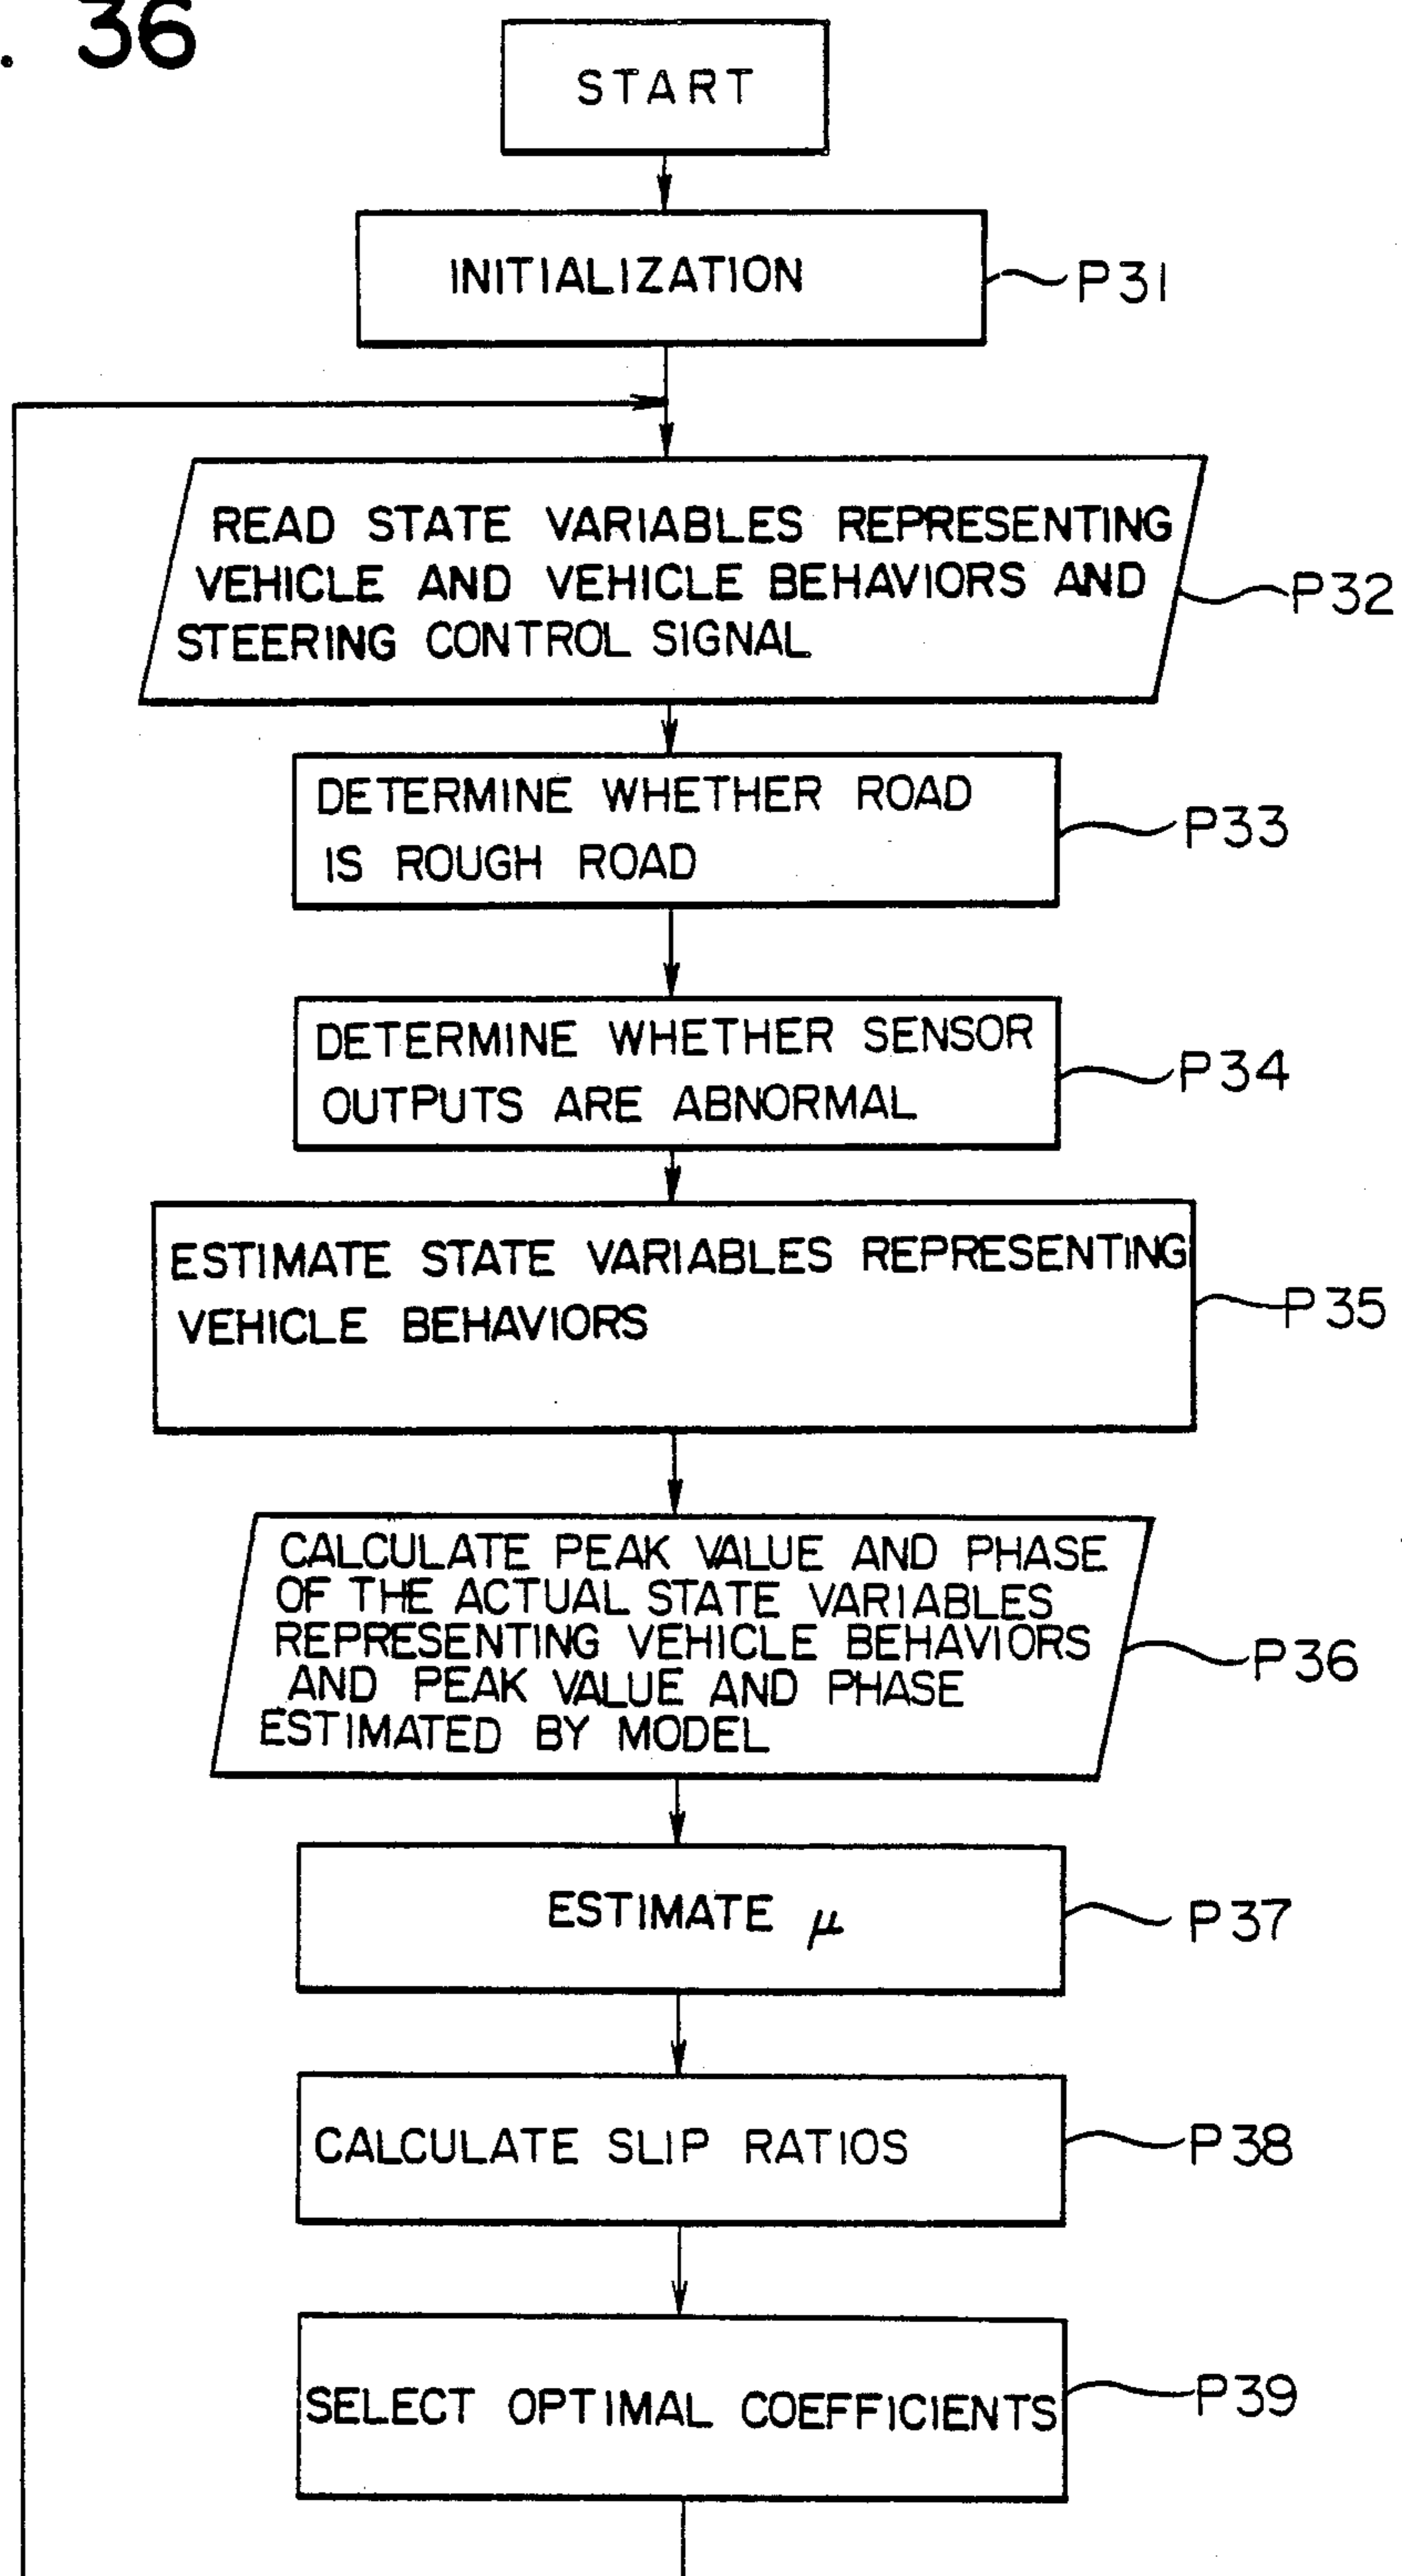 . 36
START
INITIALIZATION
P31
READ STATE VARIABLES REPRESENTING
VEHICLE AND VEHICLE BEHAVIORS AND
STEERING CONTROL SIGNAL
P32
DETERMINE WHETHER ROAD
IS ROUGH ROAD
P33
DETERMINE WHETHER SENSOR
OUTPUTS ARE ABNORMAL
P34
ESTIMATE STATE VARIABLES REPRESENTING
VEHICLE BEHAVIORS
P35
CALCULATE PEAK VALUE AND PHASE
OF THE ACTUAL STATE VARIABLES
REPRESENTING VEHICLE BEHAVIORS
AND PEAK VALUE AND PHASE
ESTIMATED BY MODEL
P36
ESTIMATE μ
P37
CALCULATE SLIP RATIOS
P38
SELECT OPTIMAL COEFFICIENTS
P39